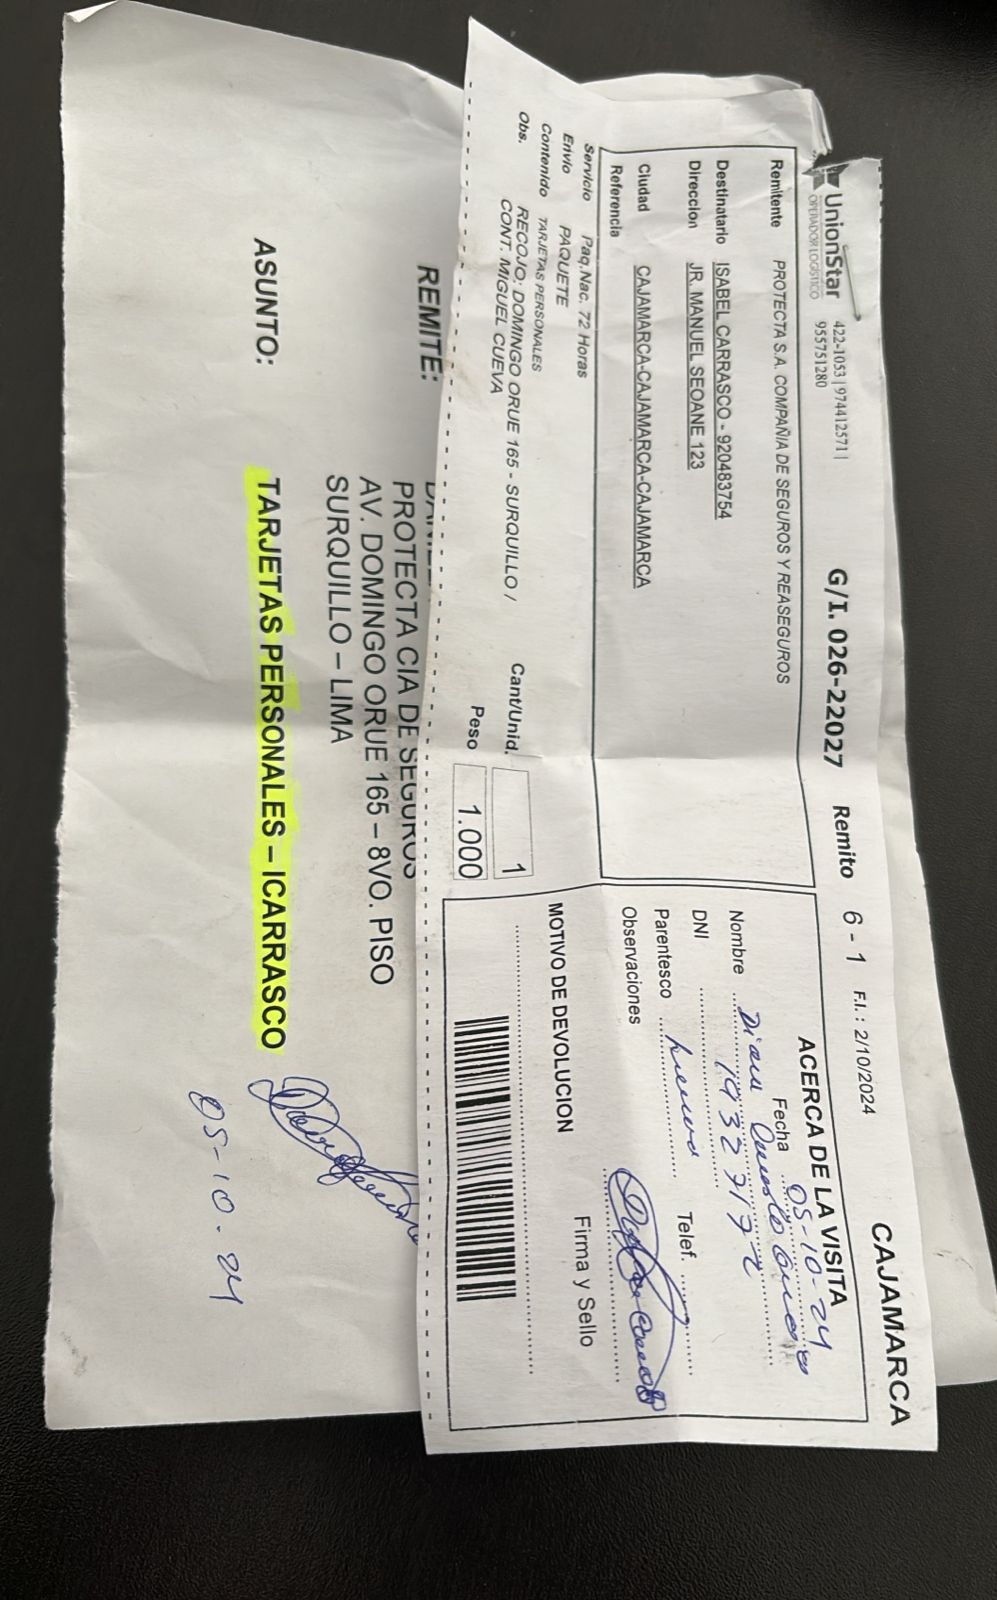 UnionStar
OPERADOR LOGÍSTICO
422-1053 | 974412571 |
955751280
G/I. 026-22027
Remito 6 - 1
F.I. : 2/10/2024
CAJAMARCA
Remitente PROTECTA S.A. COMPAÑIA DE SEGUROS Y REASEGUROS
Destinatario ISABEL CARRASCO - 920483754
Direccion JR. MANUEL SEOANE 123
Ciudad CAJAMARCA-CAJAMARCA-CAJAMARCA
Referencia
Servicio Paq.Nac. 72 Horas
Envio PAQUETE
Contenido TARJETAS PERSONALES
Obs. RECOJO: DOMINGO ORUE 165 - SURQUILLO /
CONT. MIGUEL CUEVA
Cant/Unid. 1
Peso 1.000
ACERCA DE LA VISITA
Fecha 05-10-24
Nombre Diana
DNI
Parentesco
Telef.
Observaciones
MOTIVO DE DEVOLUCION
Firma y Sello
REMITE:
PROTECTA CIA DE SEGUROS
AV. DOMINGO ORUE 165 – 8VO. PISO
SURQUILLO – LIMA
ASUNTO: TARJETAS PERSONALES – ICARRASCO
05-10-24